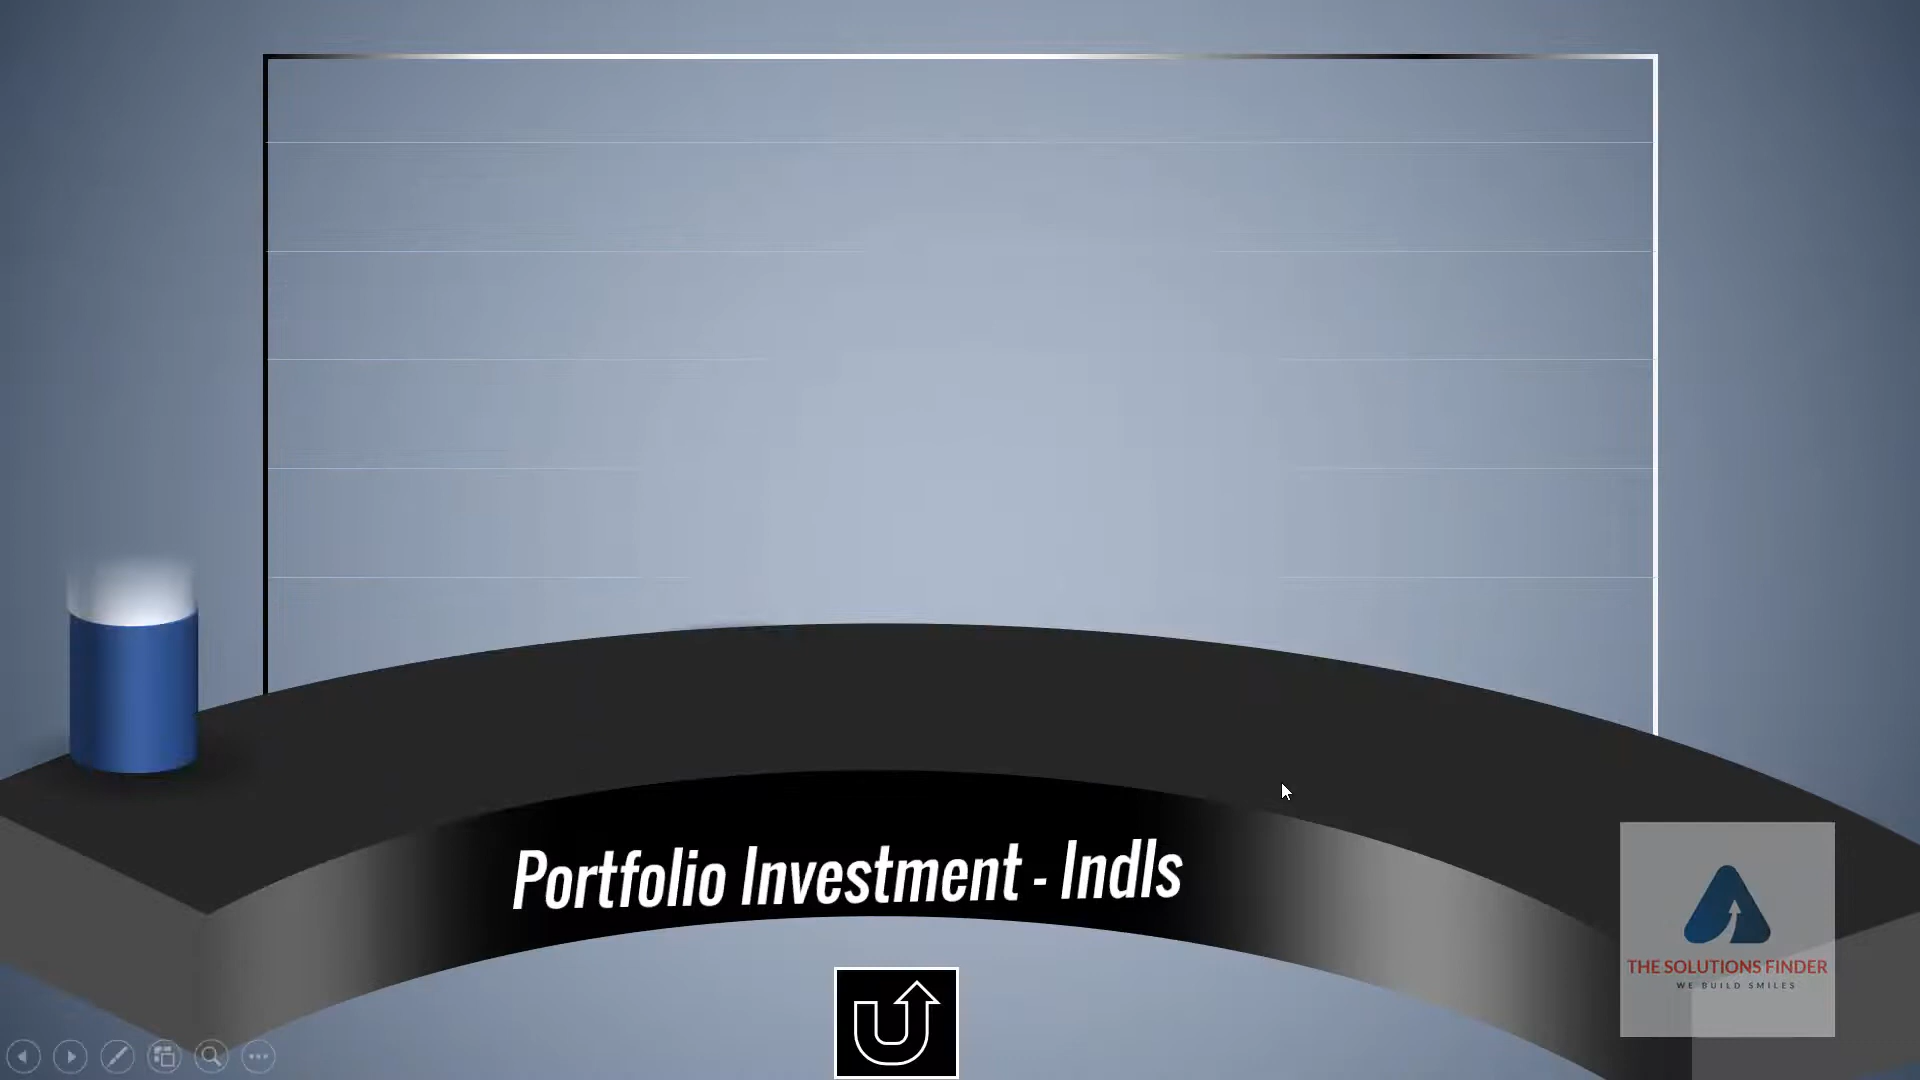 Portfolio Investment - Indls
THE SOLUTIONS FINDER
WE BUILD SMILES